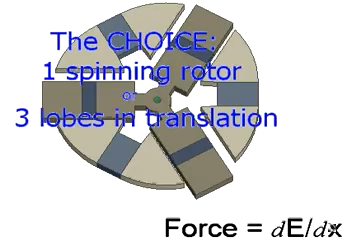 The CHOICE:
1 spinning rotor
or
3 lobes in translation
Force = dE/dx